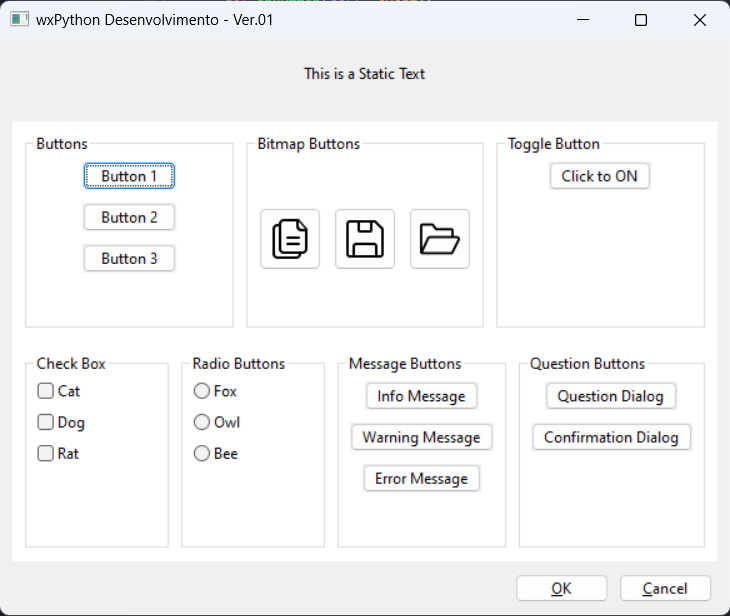 wxPython Desenvolvimento - Ver.01
This is a Static Text
Buttons
Button 1
Button 2
Button 3
Bitmap Buttons
Toggle Button
Click to ON
Check Box
Cat
Dog
Rat
Radio Buttons
Fox
Owl
Bee
Message Buttons
Info Message
Warning Message
Error Message
Question Buttons
Question Dialog
Confirmation Dialog
OK
Cancel